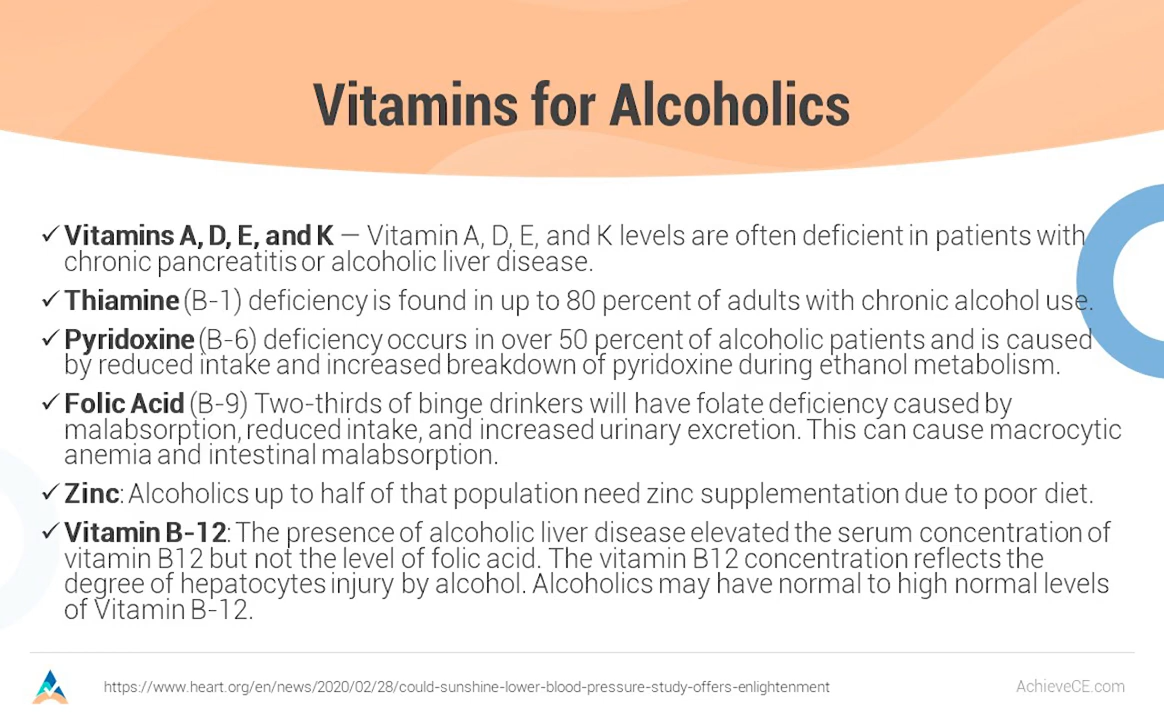 Vitamins for Alcoholics
✓ Vitamins A, D, E, and K – Vitamin A, D, E, and K levels are often deficient in patients with
chronic pancreatitis or alcoholic liver disease.
✓ Thiamine (B-1) deficiency is found in up to 80 percent of adults with chronic alcohol use.
✓ Pyridoxine (B-6) deficiency occurs in over 50 percent of alcoholic patients and is caused
by reduced intake and increased breakdown of pyridoxine during ethanol metabolism.
✓ Folic Acid (B-9) Two-thirds of binge drinkers will have folate deficiency caused by
malabsorption, reduced intake, and increased urinary excretion. This can cause macrocytic
anemia and intestinal malabsorption.
✓ Zinc: Alcoholics up to half of that population need zinc supplementation due to poor diet.
✓ Vitamin B-12: The presence of alcoholic liver disease elevated the serum concentration of
vitamin B12 but not the level of folic acid. The vitamin B12 concentration reflects the
degree of hepatocytes injury by alcohol. Alcoholics may have normal to high normal levels
of Vitamin B-12.
https://www.heart.org/en/news/2020/02/28/could-sunshine-lower-blood-pressure-study-offers-enlightenment
AchieveCE.com